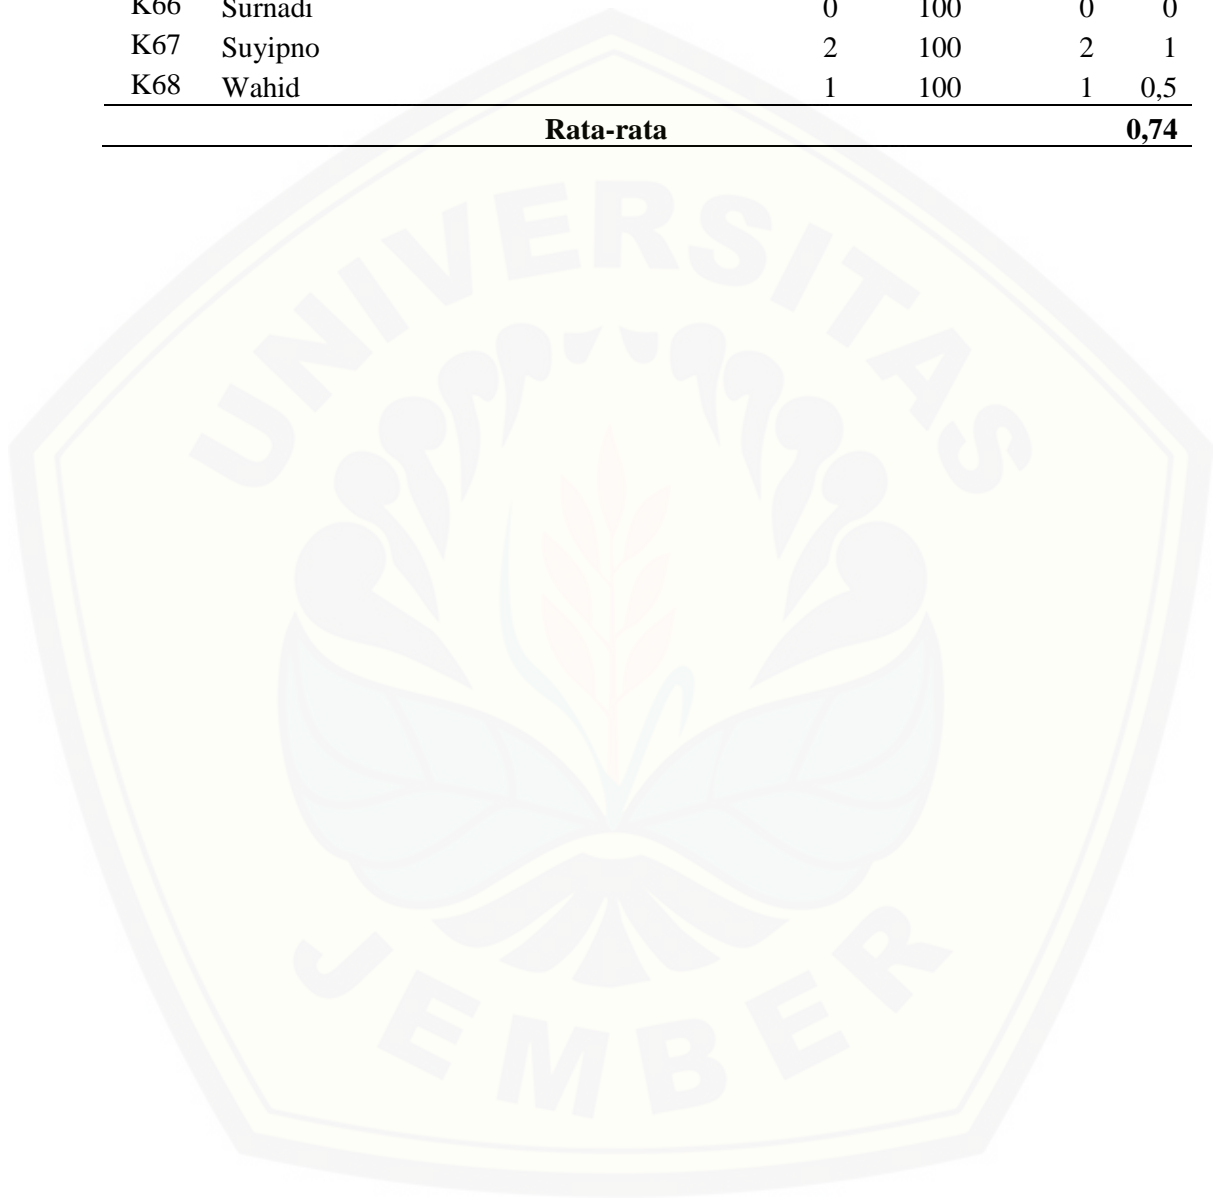 K66 Surnadi 0 100 0 0
K67 Suyipno 2 100 2 1
K68 Wahid 1 100 1 0,5
Rata-rata 0,74
UNIVERSITAS
JEMBER